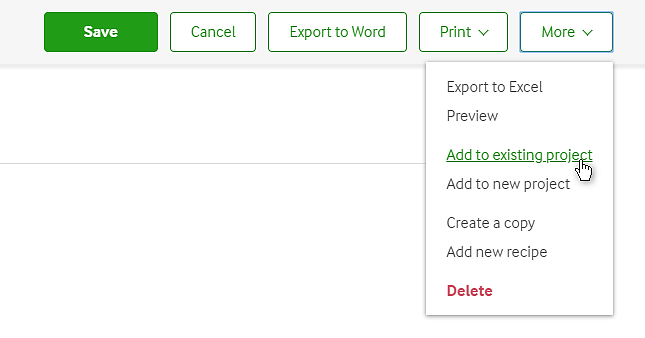 Save Cancel Export to Word Print More
Export to Excel
Preview
Add to existing project
Add to new project
Create a copy
Add new recipe
Delete